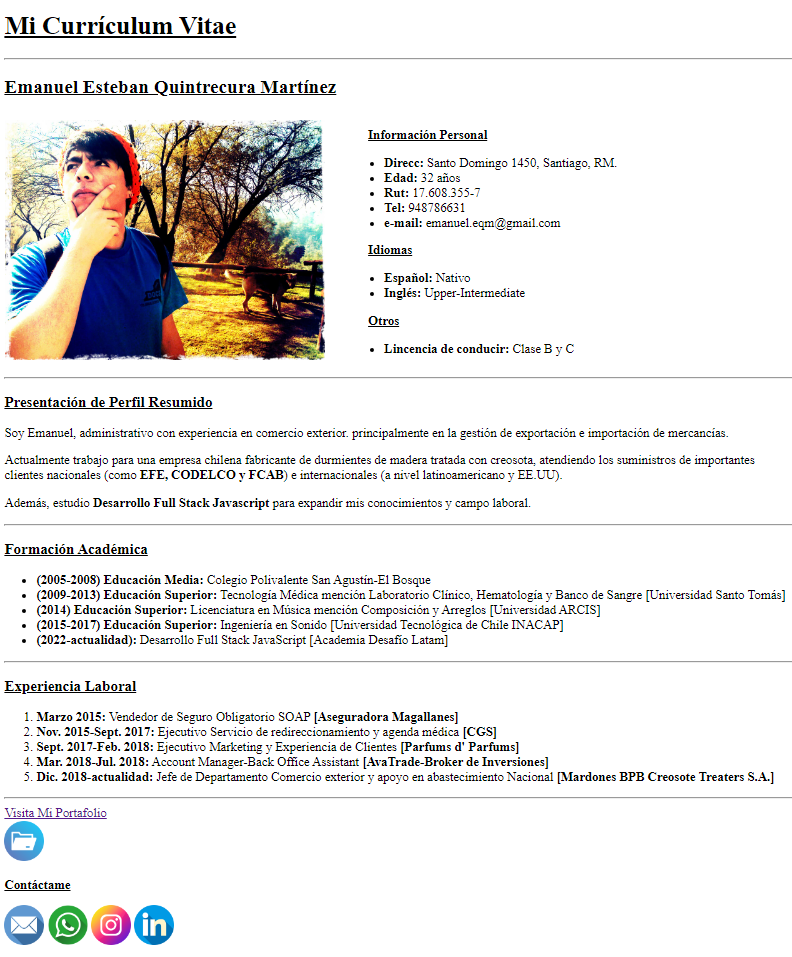 Mi Currículum Vitae
Emanuel Esteban Quintrecura Martínez
Información Personal
Direcc: Santo Domingo 1450, Santiago, RM.
Edad: 32 años
Rut: 17.608.355-7
Tel: 948786631
e-mail: emanuel.eqm@gmail.com
Idiomas
Español: Nativo
Inglés: Upper-Intermediate
Otros
Lincencia de conducir: Clase B y C
Presentación de Perfil Resumido
Soy Emanuel, administrativo con experiencia en comercio exterior. principalmente en la gestión de exportación e importación de mercancías.
Actualmente trabajo para una empresa chilena fabricante de durmientes de madera tratada con creosota, atendiendo los suministros de importantes
clientes nacionales (como EFE, CODELCO y FCAB) e internacionales (a nivel latinoamericano y EE.UU).
Además, estudio Desarrollo Full Stack Javascript para expandir mis conocimientos y campo laboral.
Formación Académica
(2005-2008) Educación Media: Colegio Polivalente San Agustín-El Bosque
(2009-2013) Educación Superior: Tecnología Médica mención Laboratorio Clínico, Hematología y Banco de Sangre [Universidad Santo Tomás]
(2014) Educación Superior: Licenciatura en Música mención Composición y Arreglos [Universidad ARCIS]
(2015-2017) Educación Superior: Ingeniería en Sonido [Universidad Tecnológica de Chile INACAP]
(2022-actualidad): Desarrollo Full Stack JavaScript [Academia Desafío Latam]
Experiencia Laboral
1. Marzo 2015: Vendedor de Seguro Obligatorio SOAP [Aseguradora Magallanes]
2. Nov. 2015-Sept. 2017: Ejecutivo Servicio de redireccionamiento y agenda médica [CGS]
3. Sept. 2017-Feb. 2018: Ejecutivo Marketing y Experiencia de Clientes [Parfums d' Parfums]
4. Mar. 2018-Jul. 2018: Account Manager-Back Office Assistant [AvaTrade-Broker de Inversiones]
5. Dic. 2018-actualidad: Jefe de Departamento Comercio exterior y apoyo en abastecimiento Nacional [Mardones BPB Creosote Treaters S.A.]
Visita Mi Portafolio
Contáctame
in